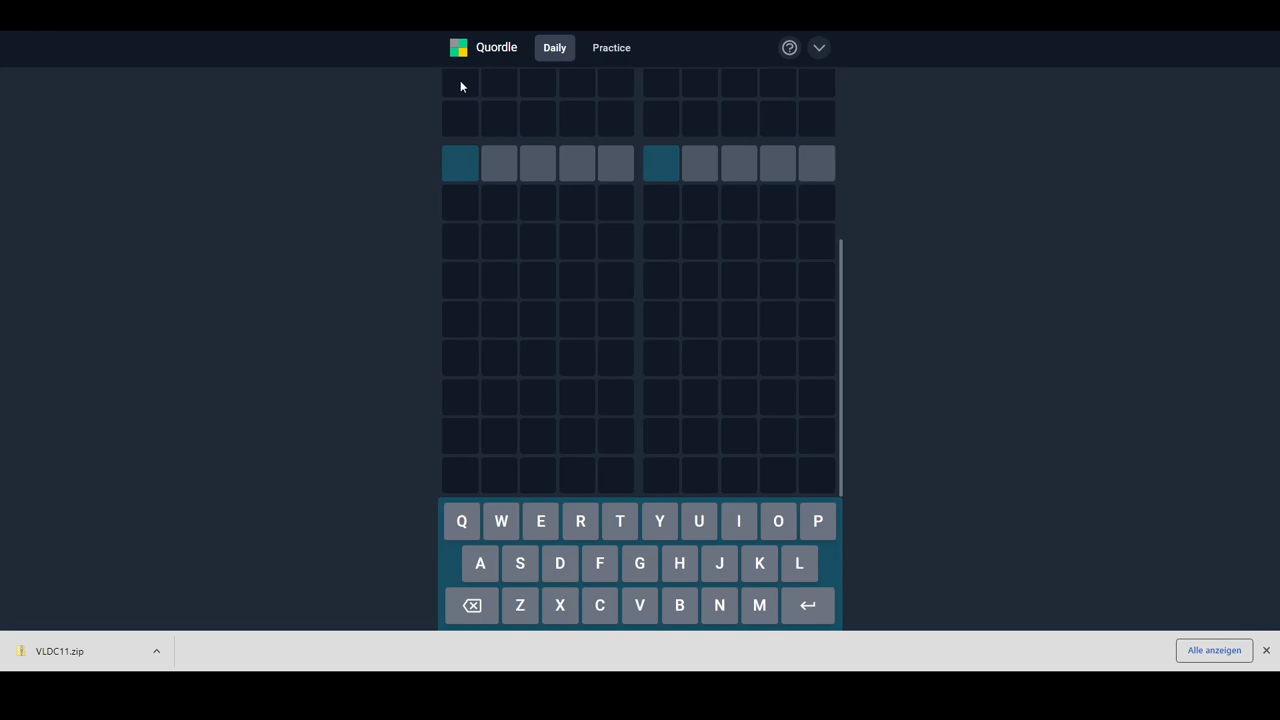 Quordle Daily Practice
Q W E R T Y U I O P
A S D F G H J K L
Z X C V B N M
VLDC11.zip Alle anzeigen